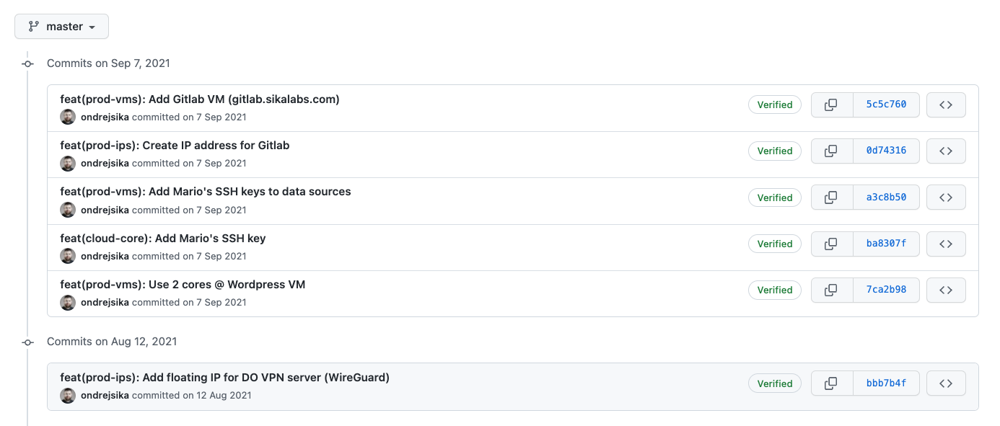 master
Commits on Sep 7, 2021
feat(prod-vms): Add Gitlab VM (gitlab.sikalabs.com)
ondrejsika committed on 7 Sep 2021
Verified
5c5c760
feat(prod-ips): Create IP address for Gitlab
ondrejsika committed on 7 Sep 2021
Verified
0d74316
feat(prod-vms): Add Mario's SSH keys to data sources
ondrejsika committed on 7 Sep 2021
Verified
a3c8b50
feat(cloud-core): Add Mario's SSH key
ondrejsika committed on 7 Sep 2021
Verified
ba8307f
feat(prod-vms): Use 2 cores @ Wordpress VM
ondrejsika committed on 7 Sep 2021
Verified
7ca2b98
Commits on Aug 12, 2021
feat(prod-ips): Add floating IP for DO VPN server (WireGuard)
ondrejsika committed on 12 Aug 2021
Verified
bbb7b4f